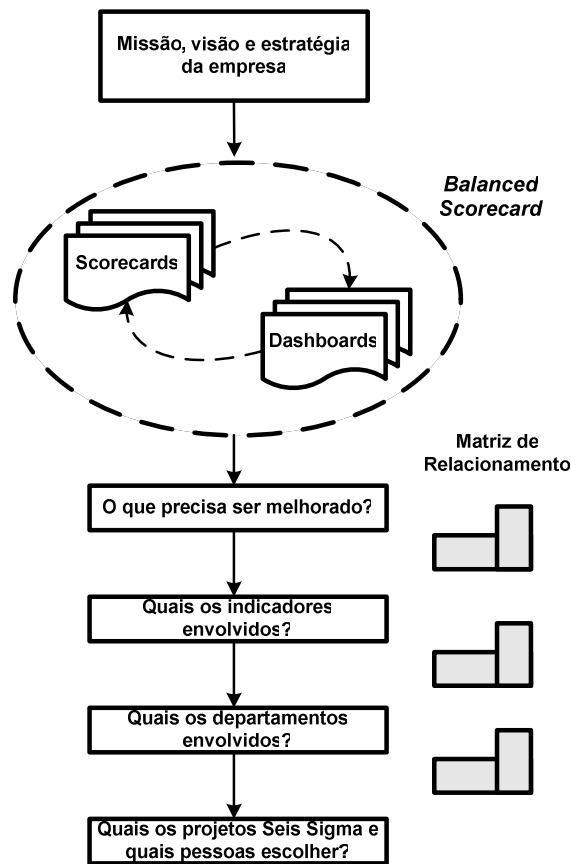 Missão, visão e estratégia
da empresa
Balanced
Scorecard
Scorecards
Dashboards
Matriz de
Relacionamento
O que precisa ser melhorado?
Quais os indicadores
envolvidos?
Quais os departamentos
envolvidos?
Quais os projetos Seis Sigma e
quais pessoas escolher?